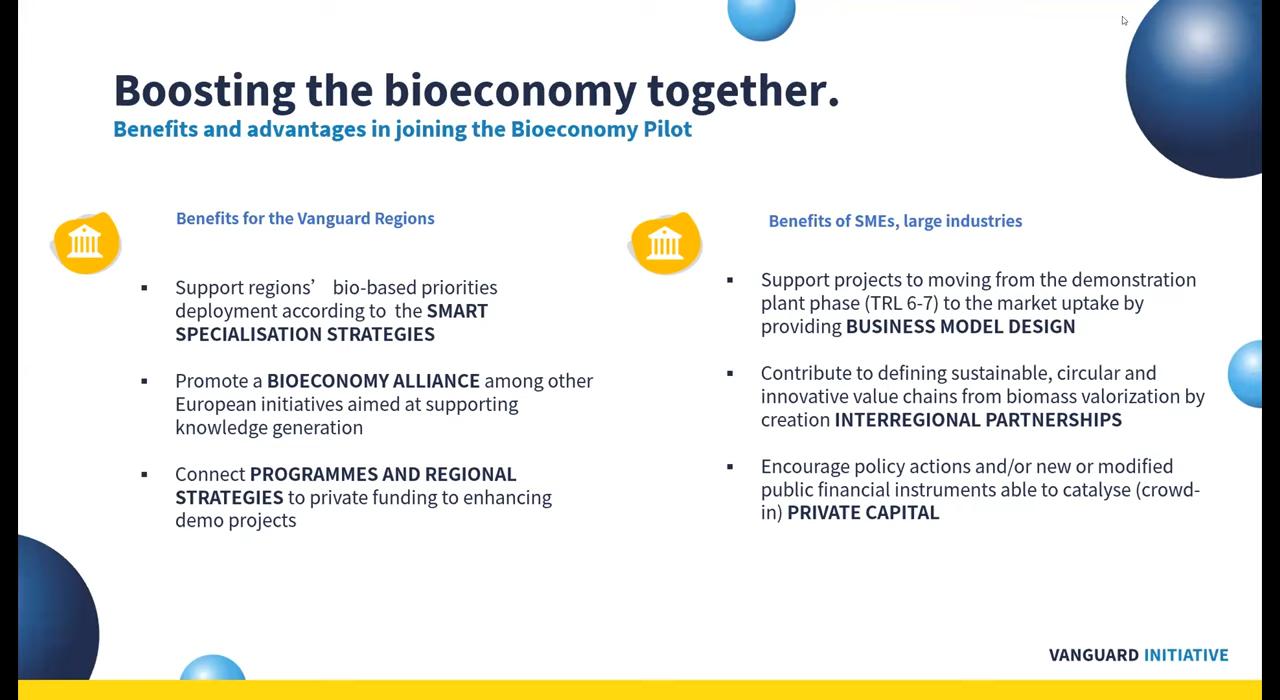 Boosting the bioeconomy together.
Benefits and advantages in joining the Bioeconomy Pilot
Benefits for the Vanguard Regions
▪ Support regions’ bio-based priorities
deployment according to the SMART
SPECIALISATION STRATEGIES
▪ Promote a BIOECONOMY ALLIANCE among other
European initiatives aimed at supporting
knowledge generation
▪ Connect PROGRAMMES AND REGIONAL
STRATEGIES to private funding to enhancing
demo projects
Benefits of SMEs, large industries
▪ Support projects to moving from the demonstration
plant phase (TRL 6-7) to the market uptake by
providing BUSINESS MODEL DESIGN
▪ Contribute to defining sustainable, circular and
innovative value chains from biomass valorization by
creation INTERREGIONAL PARTNERSHIPS
▪ Encourage policy actions and/or new or modified
public financial instruments able to catalyse (crowd-
in) PRIVATE CAPITAL
VANGUARD INITIATIVE